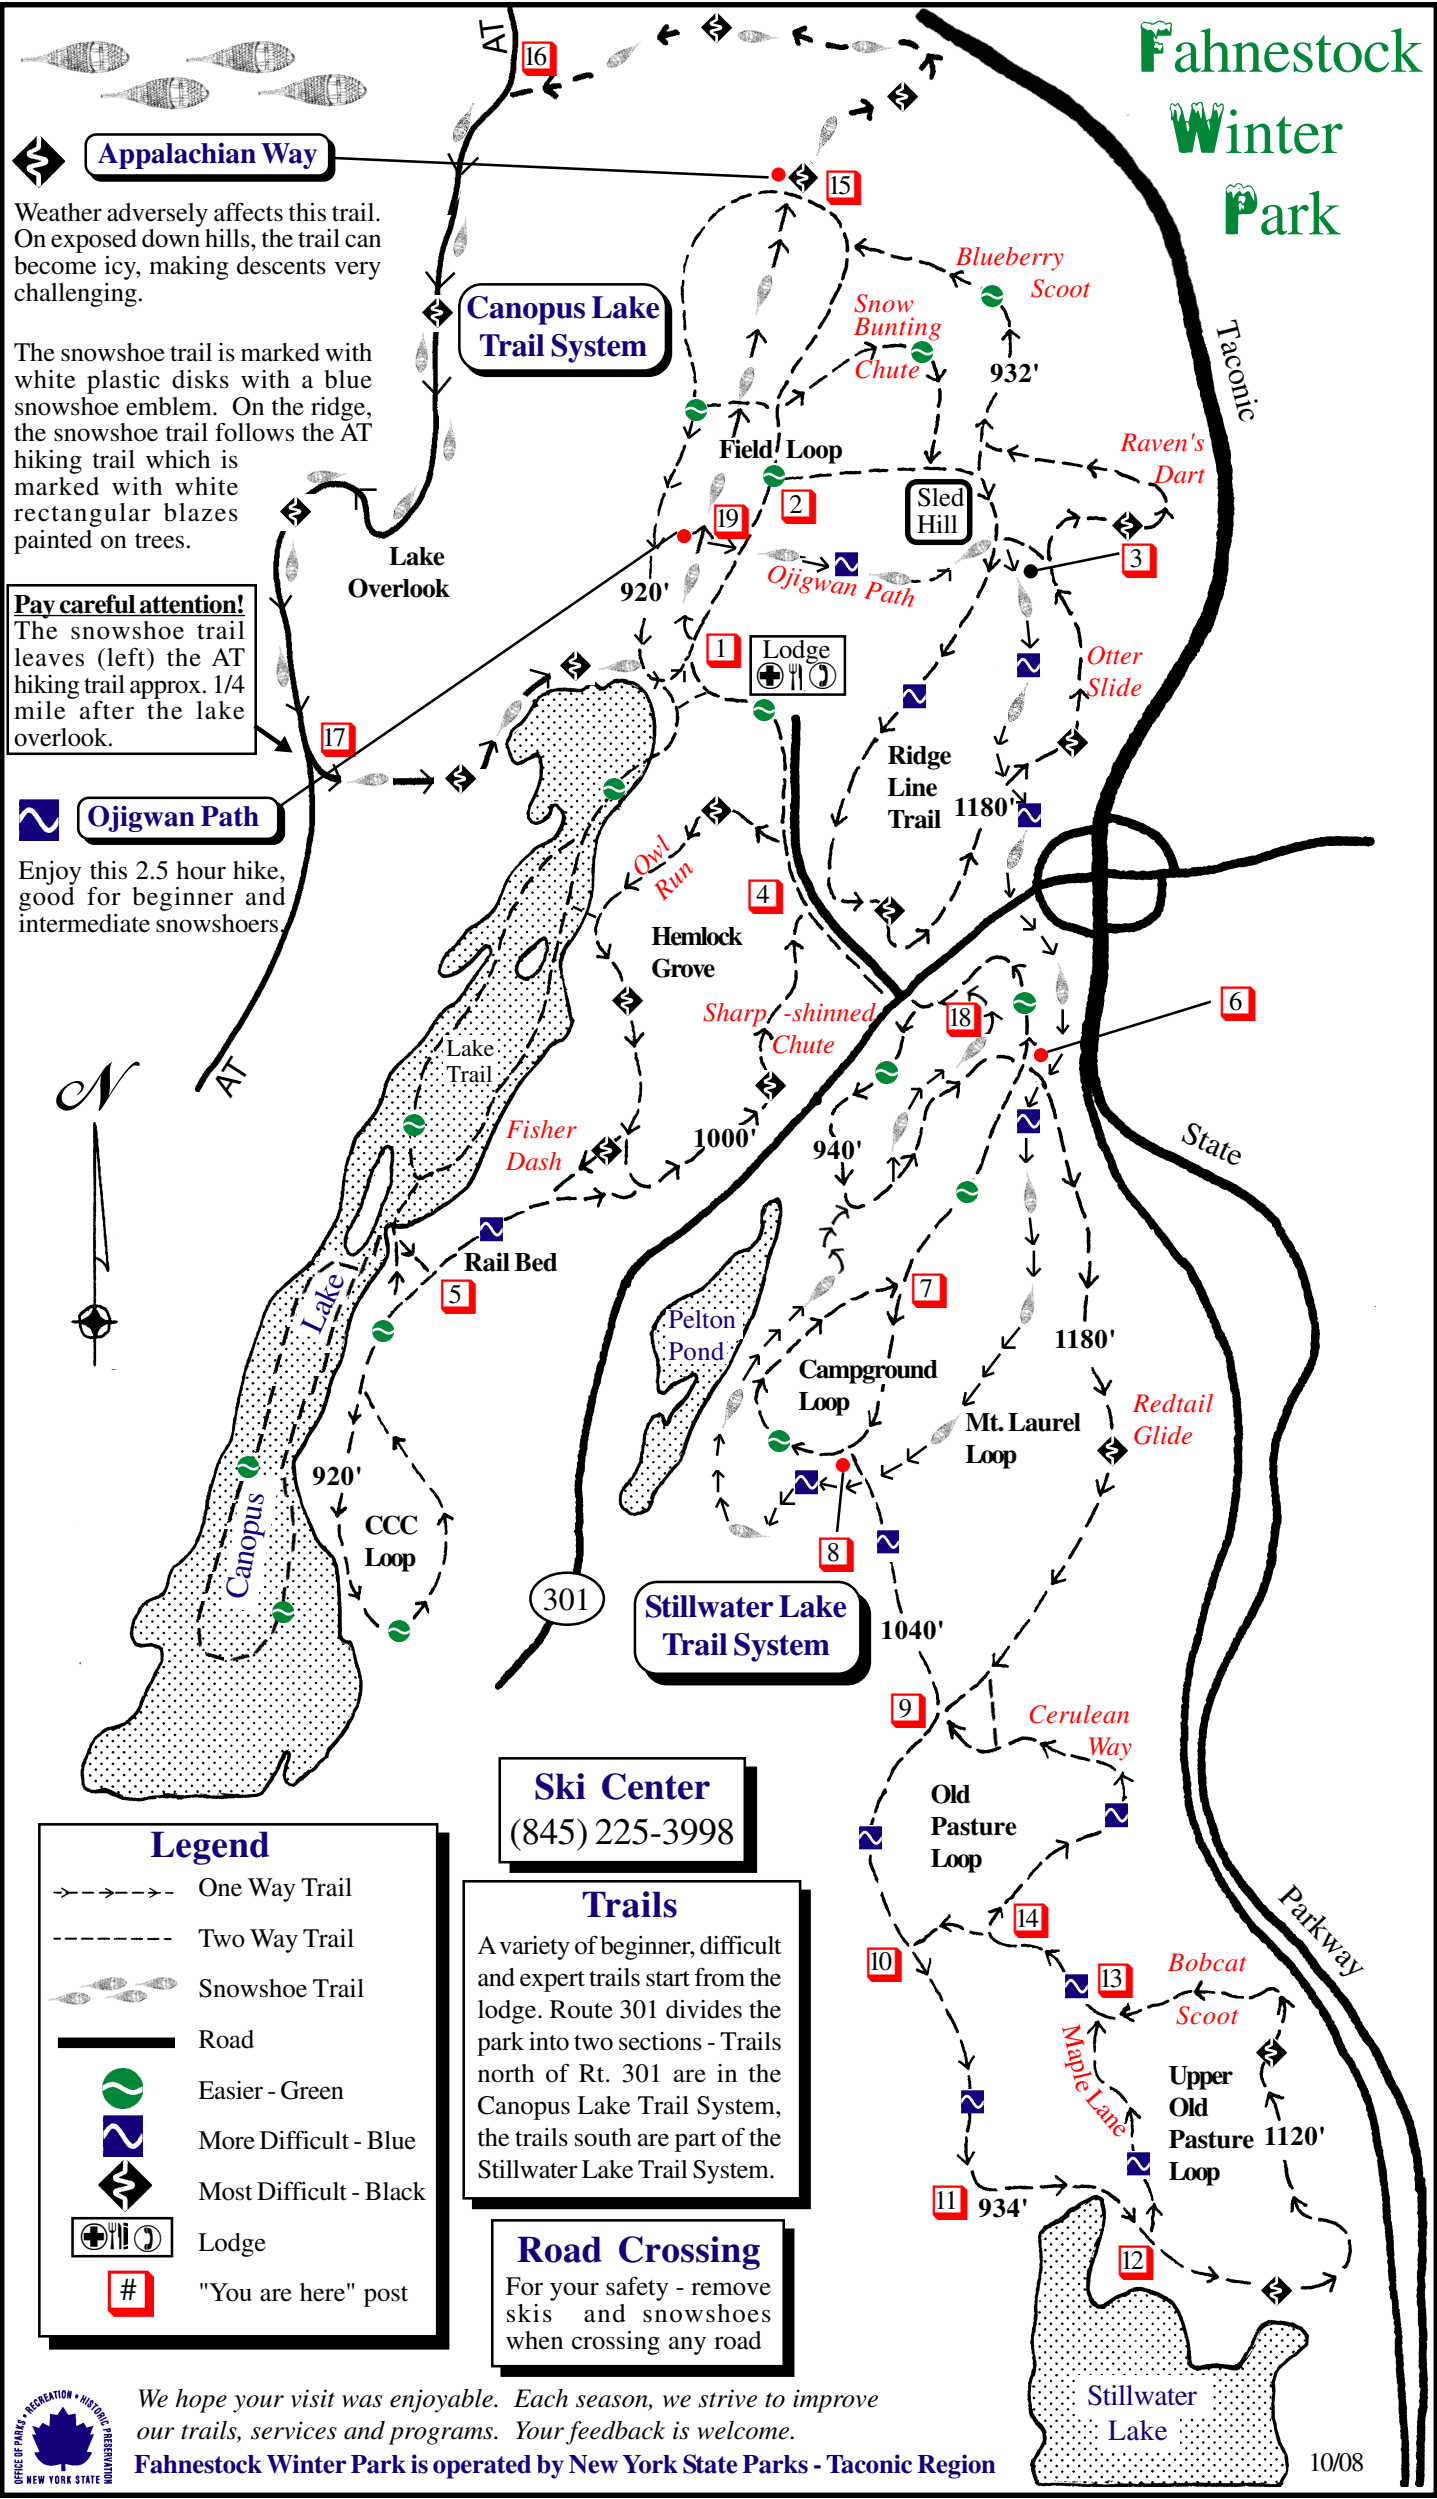 Fahnestock
Winter
Park
AT
16
Appalachian Way
15
Weather adversely affects this trail.
On exposed down hills, the trail can
become icy, making descents very
challenging.
The snowshoe trail is marked with
white plastic disks with a blue
snowshoe emblem. On the ridge,
the snowshoe trail follows the AT
hiking trail which is
marked with white
rectangular blazes
painted on trees.
Canopus Lake
Trail System
Blueberry
Scoot
Snow
Bunting
Chute
932'
Taconic
Field Loop
Raven's
Dart
2
Sled
Hill
19
3
Lake
Overlook
Ojigwan Path
920'
Pay careful attention!
The snowshoe trail
leaves (left) the AT
hiking trail approx. 1/4
mile after the lake
overlook.
1
Lodge
Otter
Slide
17
Ridge
Line
Trail
1180'
Ojigwan Path
Enjoy this 2.5 hour hike,
good for beginner and
intermediate snowshoers.
Owl
Run
4
Hemlock
Grove
Sharp-shinned
Chute
18
6
Lake
Trail
AT
N
Fisher
Dash
1000'
940'
State
Rail Bed
5
7
Lake
Pelton
Pond
1180'
Campground
Loop
Redtail
Glide
Mt. Laurel
Loop
920'
Canopus
CCC
Loop
8
301
Stillwater Lake
Trail System
1040'
9
Cerulean
Way
Old
Pasture
Loop
Ski Center
(845) 225-3998
Legend
One Way Trail
Two Way Trail
Snowshoe Trail
Road
Easier - Green
More Difficult - Blue
Most Difficult - Black
Lodge
# "You are here" post
Trails
A variety of beginner, difficult
and expert trails start from the
lodge. Route 301 divides the
park into two sections - Trails
north of Rt. 301 are in the
Canopus Lake Trail System,
the trails south are part of the
Stillwater Lake Trail System.
Parkway
14
10
13
Bobcat
Scoot
Maple Lane
Upper
Old
Pasture
Loop
1120'
11
934'
12
Road Crossing
For your safety - remove
skis and snowshoes
when crossing any road
Stillwater
Lake
OFFICE OF PARKS • RECREATION • HISTORIC PRESERVATION
NEW YORK STATE
We hope your visit was enjoyable. Each season, we strive to improve
our trails, services and programs. Your feedback is welcome.
Fahnestock Winter Park is operated by New York State Parks - Taconic Region
10/08